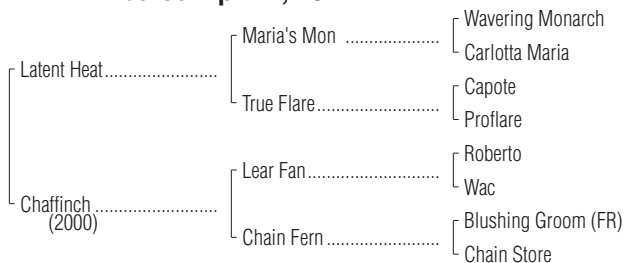 Wavering Monarch
Maria's Mon ....................
Carlotta Maria
Latent Heat........................
Capote
True Flare..........................
Proflare
Roberto
Lear Fan............................
Wac
Chaffinch ..........................
(2000)
Blushing Groom (FR)
Chain Fern ........................
Chain Store